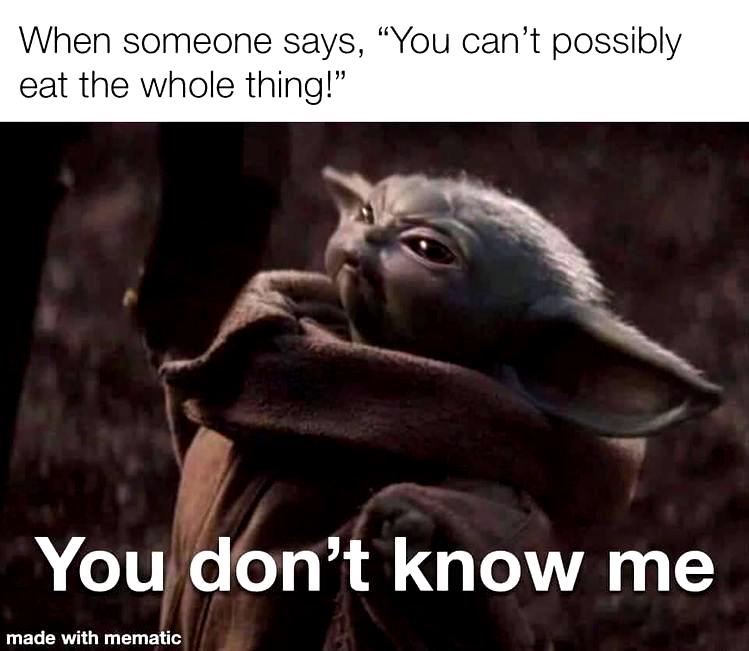 When someone says, “You can’t possibly
eat the whole thing!”
You don’t know me
made with mematic